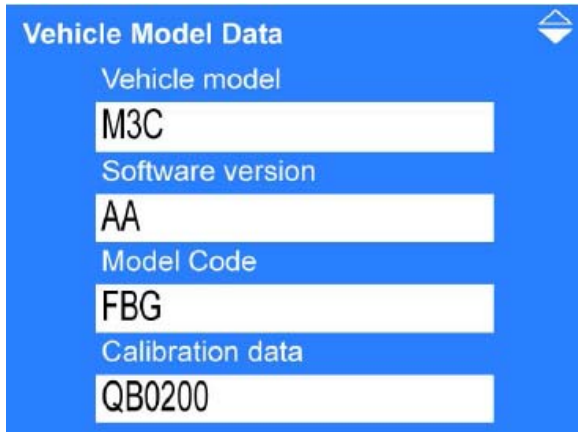 Vehicle Model Data
Vehicle model
M3C
Software version
AA
Model Code
FBG
Calibration data
QB0200